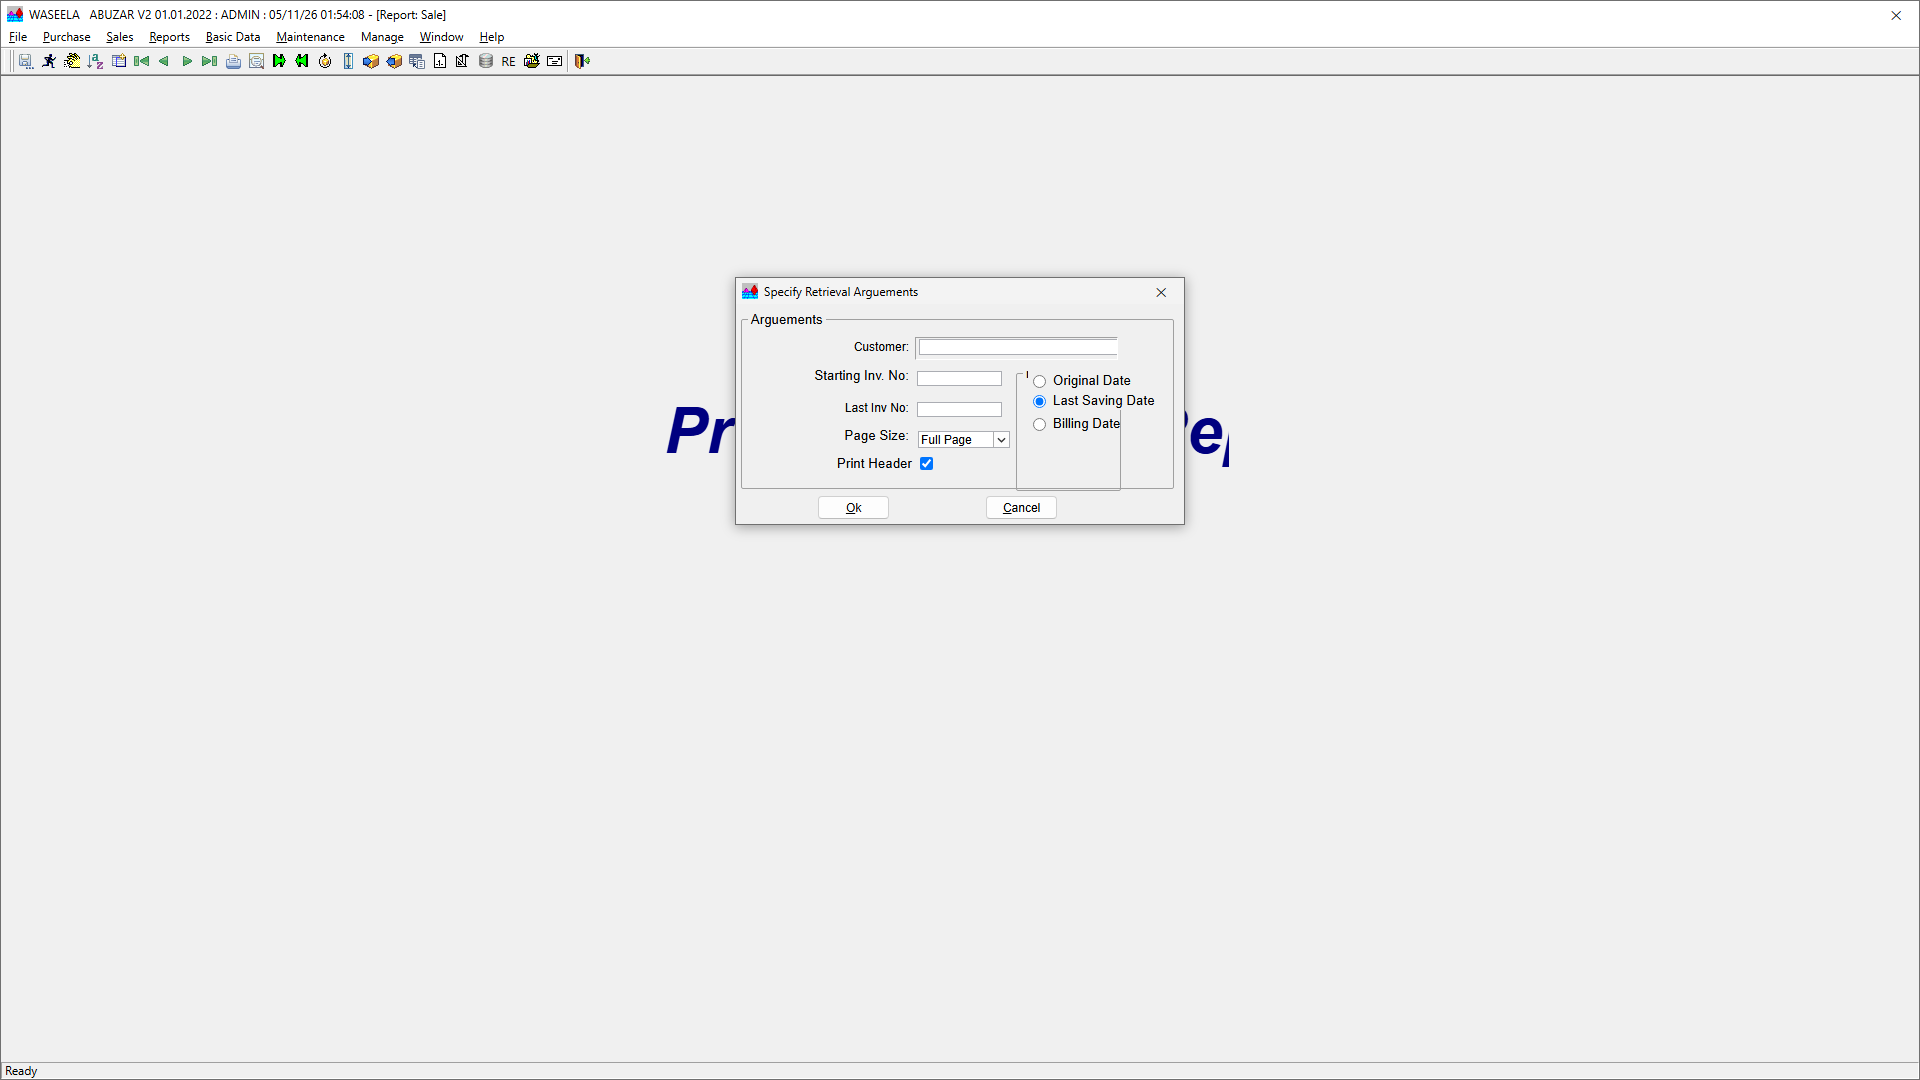 WASEELA ABUZAR V2 01.01.2022 : ADMIN : 05/11/26 01:54:08 - [Report: Sale]
File Purchase Sales Reports Basic Data Maintenance Manage Window Help
RE
Specify Retrieval Arguements
Arguements
Customer:
Starting Inv. No:
Original Date
Last Saving Date
Last Inv No:
Billing Date
Page Size: Full Page
Print Header
Ok Cancel
Pr
Ready